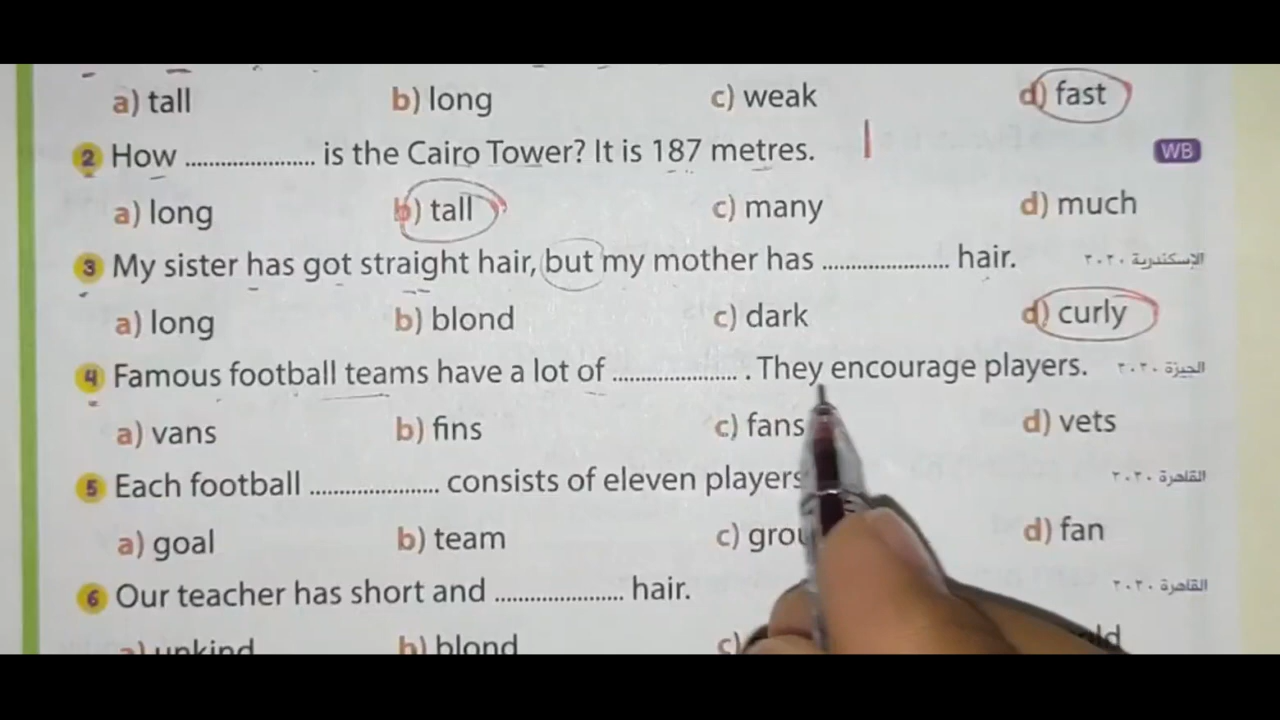 a) tall b) long c) weak d) fast
2 How ...................... is the Cairo Tower? It is 187 metres. WB
a) long b) tall c) many d) much
3 My sister has got straight hair, but my mother has ...................... hair. الإسكندرية ٢٠٢٠
a) long b) blond c) dark d) curly
4 Famous football teams have a lot of ...................... . They encourage players. الجيزة ٢٠٢٠
a) vans b) fins c) fans d) vets
5 Each football ...................... consists of eleven players القاهرة ٢٠٢٠
a) goal b) team c) d) fan
6 Our teacher has short and ...................... hair. القاهرة ٢٠٢٠
a) unkind b) blond c)